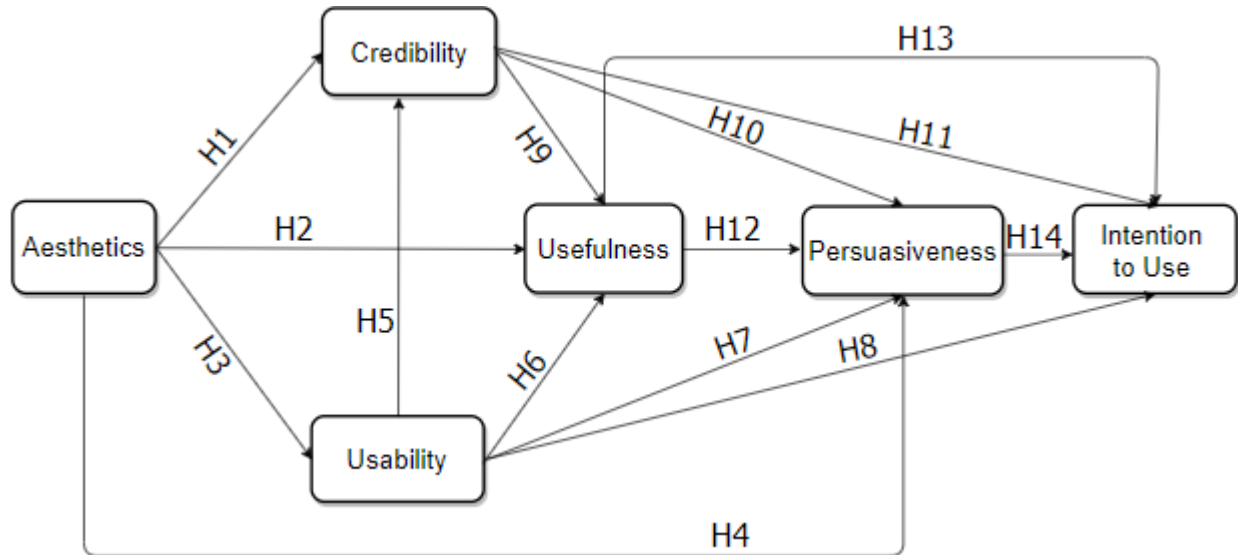 Credibility
H13
H1
H9
H10
H11
Aesthetics
H2
Usefulness
H12
Persuasiveness
H14
Intention
to Use
H3
H5
H6
H7
H8
Usability
H4